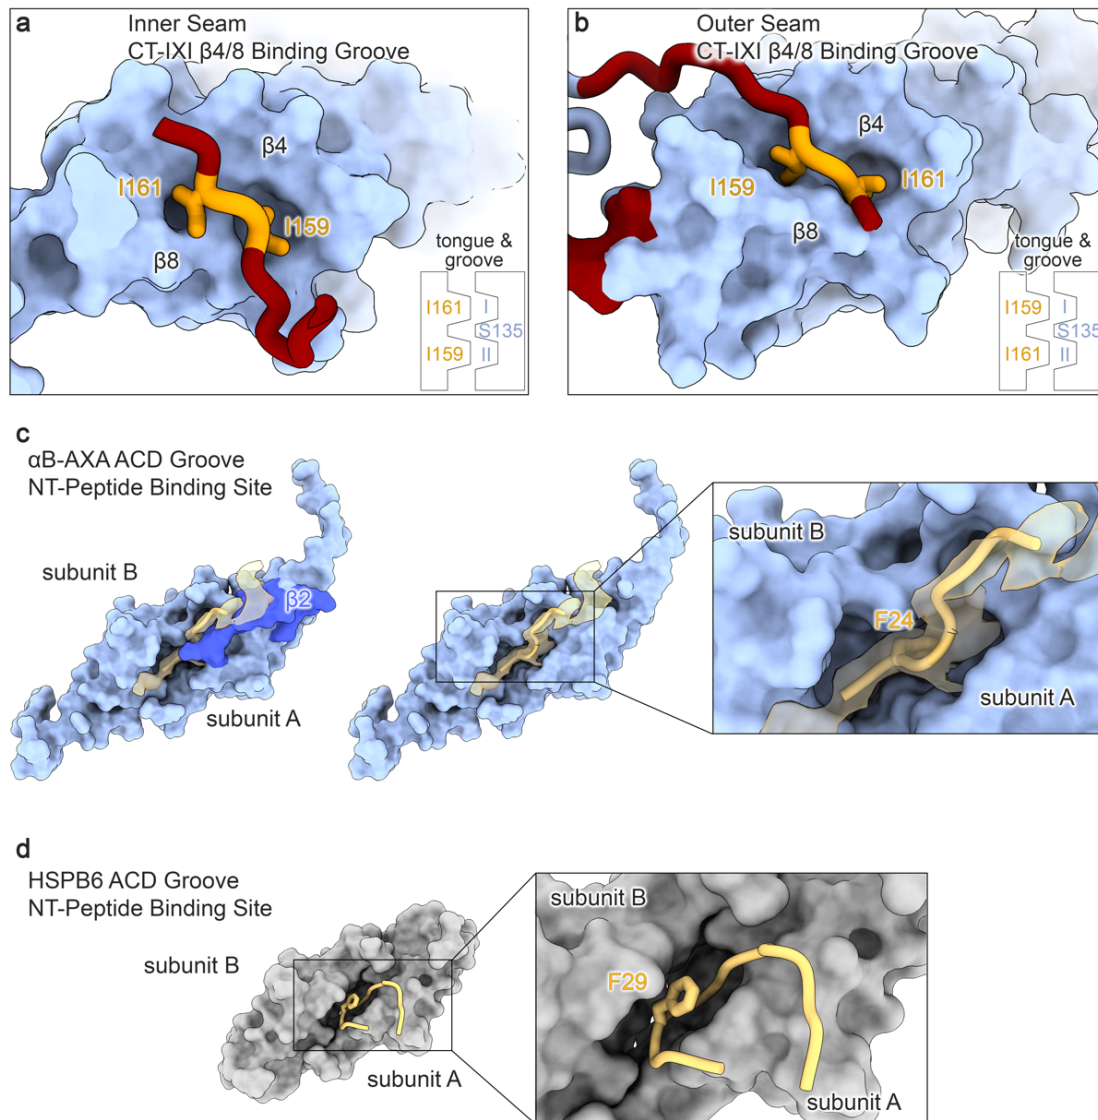 a
Inner Seam
CT-IXI β4/8 Binding Groove
β4
I161
I159
β8
tongue &
groove
I161
I
S135
I159
II
b
Outer Seam
CT-IXI β4/8 Binding Groove
β4
I159
I161
β8
tongue &
groove
I159
I
S135
I161
II
c
αB-AXA ACD Groove
NT-Peptide Binding Site
subunit B
β2
subunit A
subunit B
F24
subunit A
d
HSPB6 ACD Groove
NT-Peptide Binding Site
subunit B
subunit A
subunit B
F29
subunit A